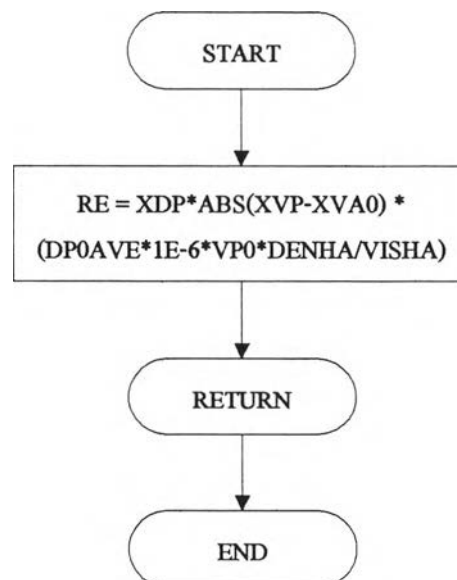 START
RE = XDP*ABS(XVP-XVA0) *
(DP0AVE*1E-6*VP0*DENHA/VISHA)
RETURN
END